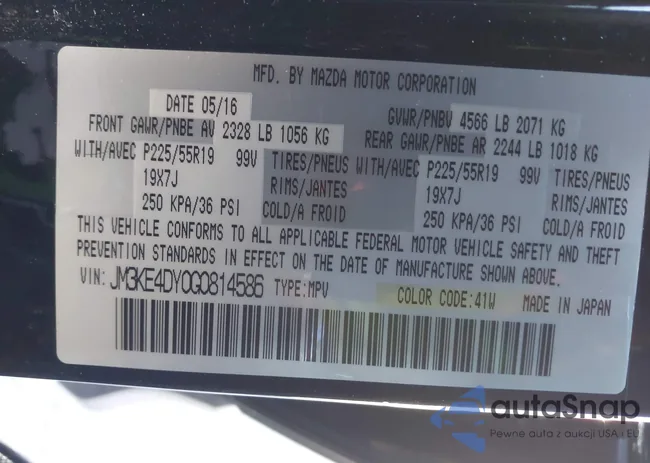 MFD. BY MAZDA MOTOR CORPORATION
DATE 05/16 GVWR/PNBV 4566 LB 2071 KG
FRONT GAWR/PNBE AV 2328 LB 1056 KG REAR GAWR/PNBE AR 2244 LB 1018 KG
WITH/AVEC P225/55R19 99V TIRES/PNEUS WITH/AVEC P225/55R19 99V TIRES/PNEUS
19X7J RIMS/JANTES 19X7J RIMS/JANTES
250 KPA/36 PSI COLD/A FROID 250 KPA/36 PSI COLD/A FROID
THIS VEHICLE CONFORMS TO ALL APPLICABLE FEDERAL MOTOR VEHICLE SAFETY AND THEFT
PREVENTION STANDARDS IN EFFECT ON THE DATE OF MANUFACTURE SHOWN ABOVE.
VIN: JM3KE4DY0G0814586 TYPE:MPV COLOR CODE:41W MADE IN JAPAN
autoSnap
Pewne auta z aukcji USA i EU